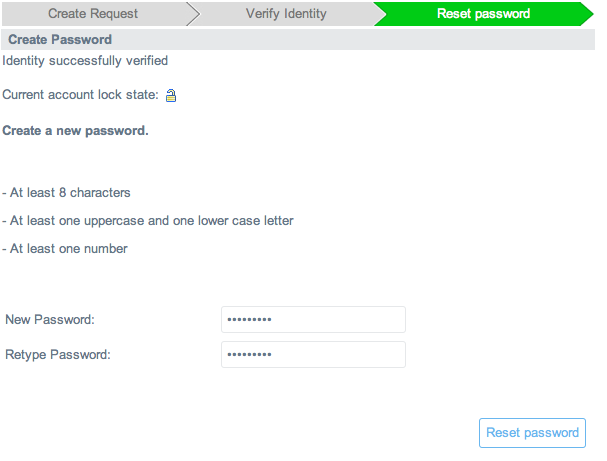 Create Request
Verify Identity
Reset password
Create Password
Identity successfully verified
Current account lock state:
Create a new password.
- At least 8 characters
- At least one uppercase and one lower case letter
- At least one number
New Password:
•••••••••
Retype Password:
•••••••••
Reset password